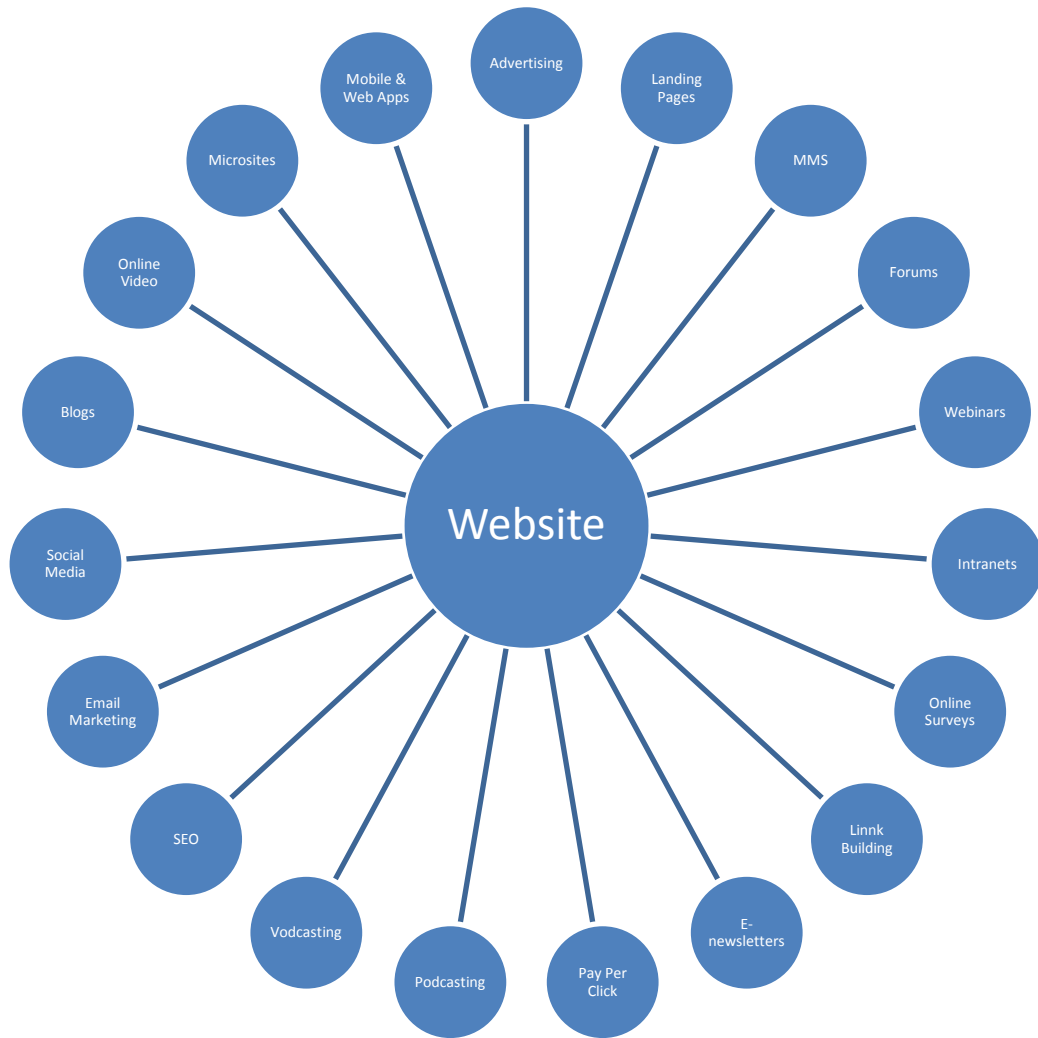 Advertising
Landing
Pages
MMS
Forums
Webinars
Intranets
Online
Surveys
Linnk
Building
E-
newsletters
Pay Per
Click
Podcasting
Vodcasting
SEO
Email
Marketing
Social
Media
Blogs
Online
Video
Microsites
Mobile &
Web Apps
Website